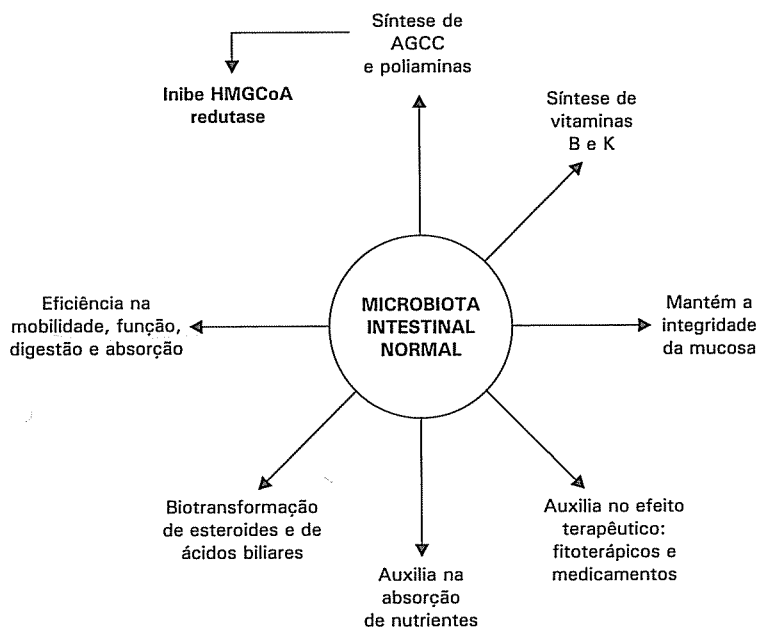 Síntese de
AGCC
e poliaminas
Inibe HMGCoA
redutase
Síntese de
vitaminas
B e K
Eficiência na
mobilidade, função,
digestão e absorção
MICROBIOTA
INTESTINAL
NORMAL
Mantém a
integridade
da mucosa
Biotransformação
de esteroides e de
ácidos biliares
Auxilia na
absorção
de nutrientes
Auxilia no efeito
terapêutico:
fitoterápicos e
medicamentos